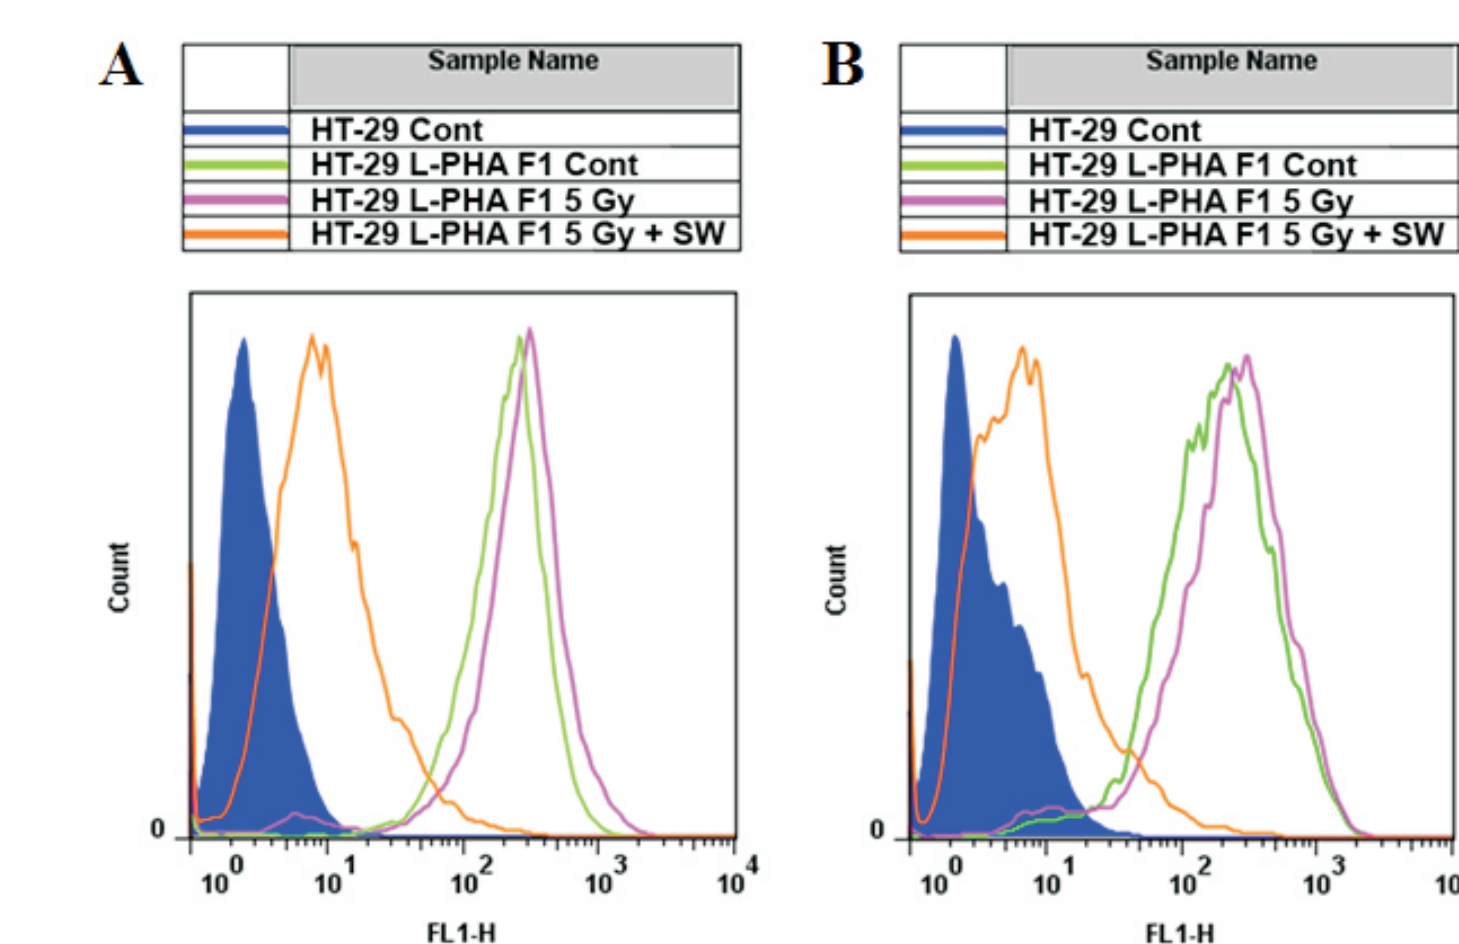 A
Sample Name
HT-29 Cont
HT-29 L-PHA F1 Cont
HT-29 L-PHA F1 5 Gy
HT-29 L-PHA F1 5 Gy + SW
Count
0
10^0 10^1 10^2 10^3 10^4
FL1-H
B
Sample Name
HT-29 Cont
HT-29 L-PHA F1 Cont
HT-29 L-PHA F1 5 Gy
HT-29 L-PHA F1 5 Gy + SW
Count
0
10^0 10^1 10^2 10^3 10
FL1-H